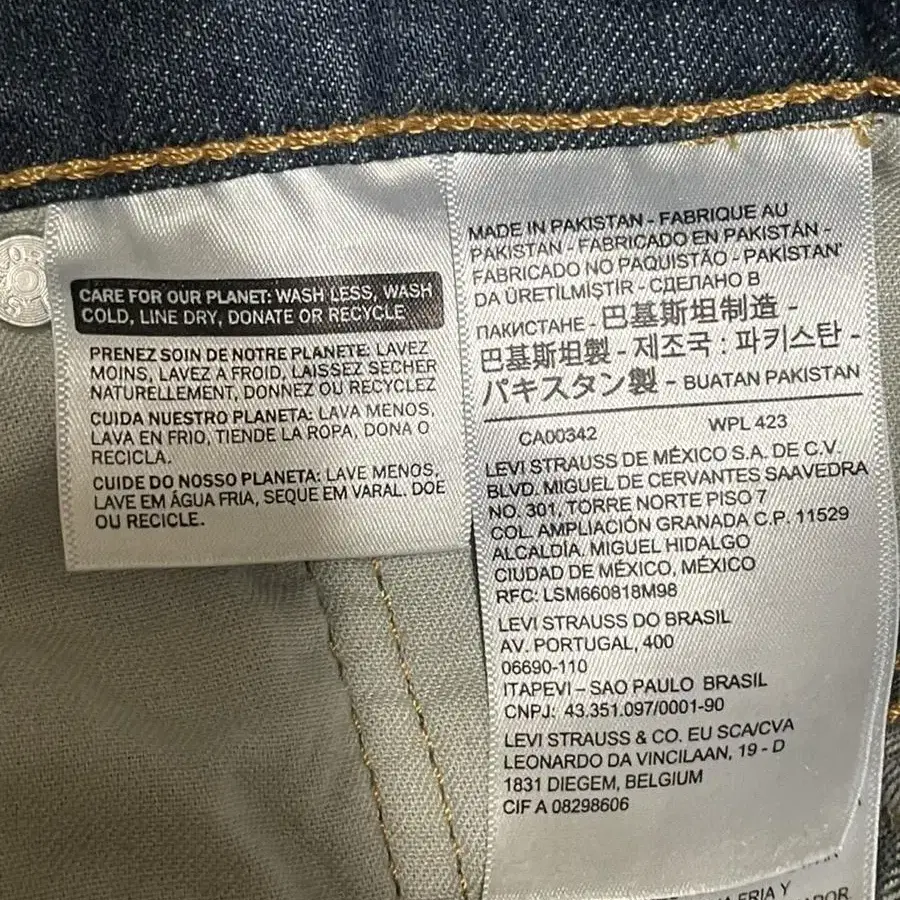 CARE FOR OUR PLANET: WASH LESS, WASH
COLD, LINE DRY, DONATE OR RECYCLE
PRENEZ SOIN DE NOTRE PLANETE: LAVEZ
MOINS, LAVEZ A FROID, LAISSEZ SECHER
NATURELLEMENT, DONNEZ OU RECYCLEZ
CUIDA NUESTRO PLANETA: LAVA MENOS,
LAVA EN FRIO, TIENDE LA ROPA, DONA O
RECICLA.
CUIDE DO NOSSO PLANETA: LAVE MENOS,
LAVE EM ÁGUA FRIA, SEQUE EM VARAL. DOE
OU RECICLE.
MADE IN PAKISTAN - FABRIQUE AU
PAKISTAN - FABRICADO EN PAKISTÁN -
FABRICADO NO PAQUISTÃO - PAKİSTAN'
DA ÜRETİLMİŞTİR - СДЕЛАНО В
ПАКИСТАНЕ - 巴基斯坦制造 -
巴基斯坦製 - 제조국 : 파키스탄 -
パキスタン製 - BUATAN PAKISTAN
CA00342 WPL 423
LEVI STRAUSS DE MÉXICO S.A. DE C.V.
BLVD. MIGUEL DE CERVANTES SAAVEDRA
NO. 301, TORRE NORTE PISO 7
COL. AMPLIACIÓN GRANADA C.P. 11529
ALCALDÍA. MIGUEL HIDALGO
CIUDAD DE MÉXICO, MÉXICO
RFC: LSM660818M98
LEVI STRAUSS DO BRASIL
AV. PORTUGAL, 400
06690-110
ITAPEVI – SAO PAULO BRASIL
CNPJ: 43.351.097/0001-90
LEVI STRAUSS & CO. EU SCA/CVA
LEONARDO DA VINCILAAN, 19 - D
1831 DIEGEM, BELGIUM
CIF A 08298606
FRIA Y